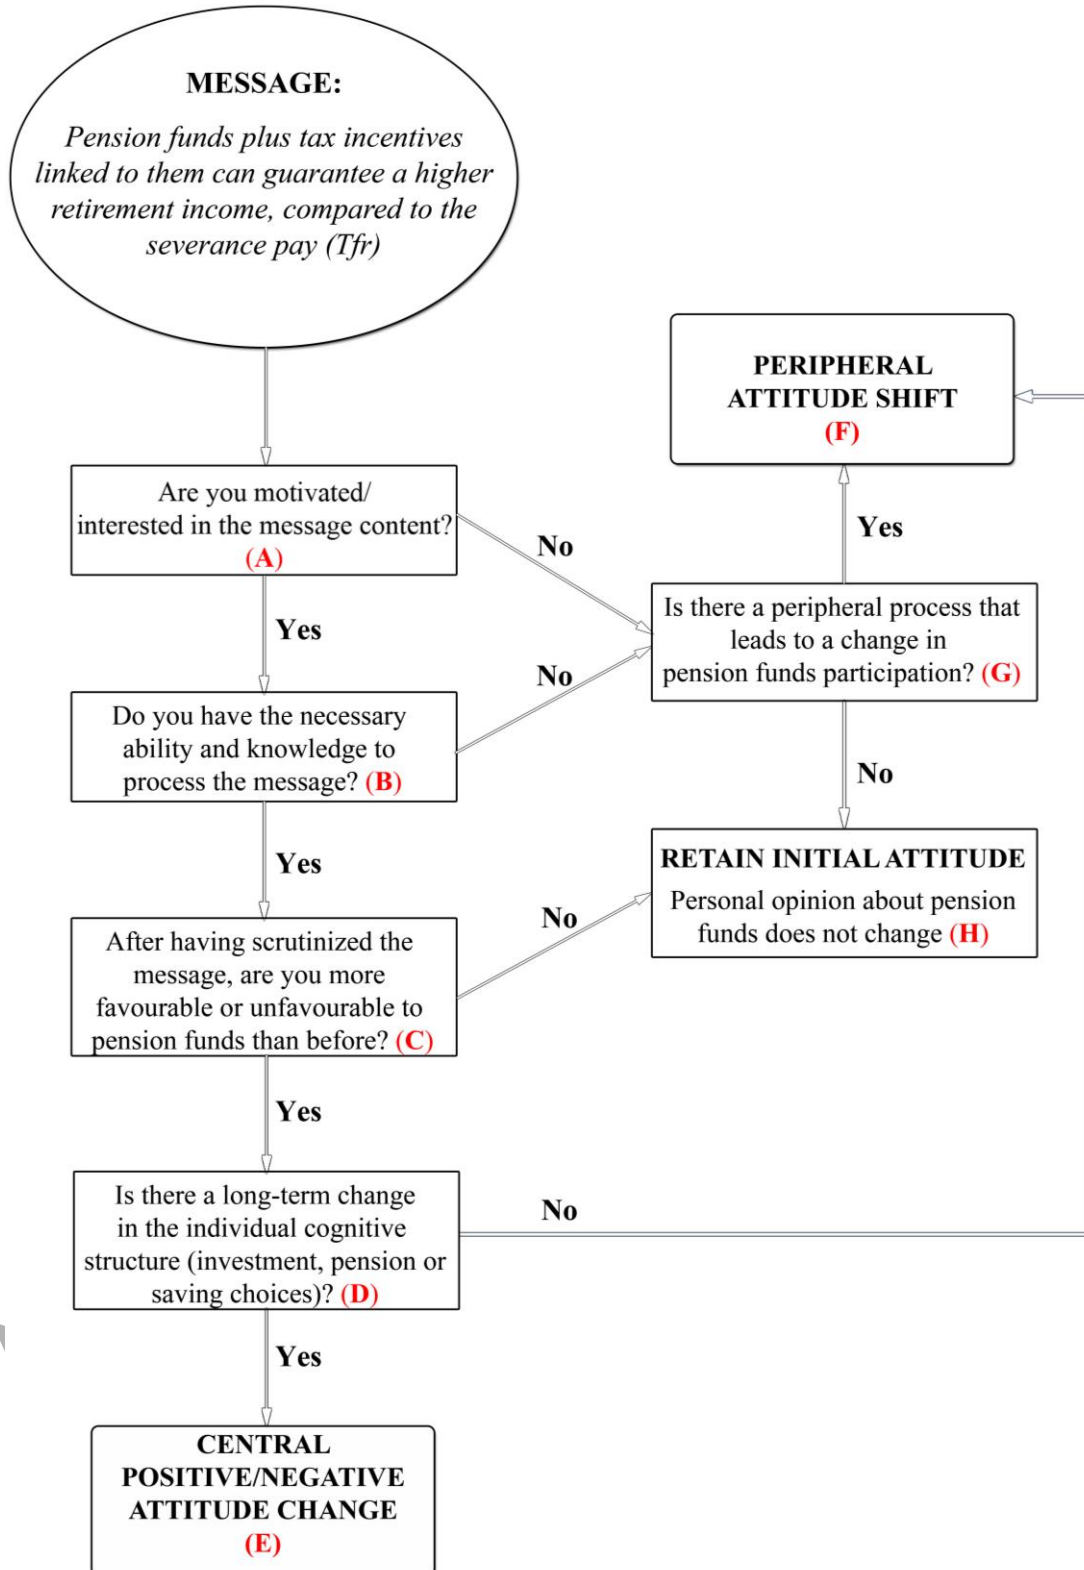 MESSAGE:
Pension funds plus tax incentives
linked to them can guarantee a higher
retirement income, compared to the
severance pay (Tfr)
PERIPHERAL
ATTITUDE SHIFT
(F)
Are you motivated/
interested in the message content?
(A)
No
Yes
Is there a peripheral process that
leads to a change in
pension funds participation? (G)
Yes
No
Do you have the necessary
ability and knowledge to
process the message? (B)
No
Yes
RETAIN INITIAL ATTITUDE
Personal opinion about pension
funds does not change (H)
No
After having scrutinized the
message, are you more
favourable or unfavourable to
pension funds than before? (C)
Yes
Is there a long-term change
in the individual cognitive
structure (investment, pension or
saving choices)? (D)
No
Yes
CENTRAL
POSITIVE/NEGATIVE
ATTITUDE CHANGE
(E)